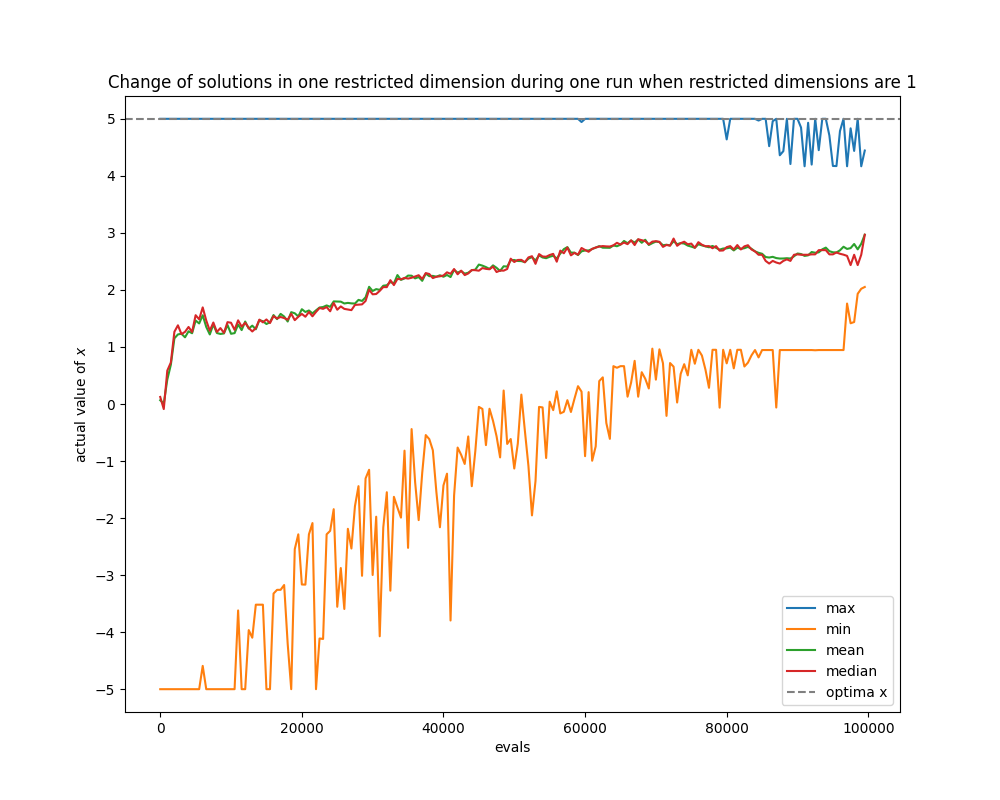 Change of solutions in one restricted dimension during one run when restricted dimensions are 1
5
4
3
2
1
0
−1
−2
−3
−4
−5
actual value of x
0 20000 40000 60000 80000 100000
evals
max
min
mean
median
optima x